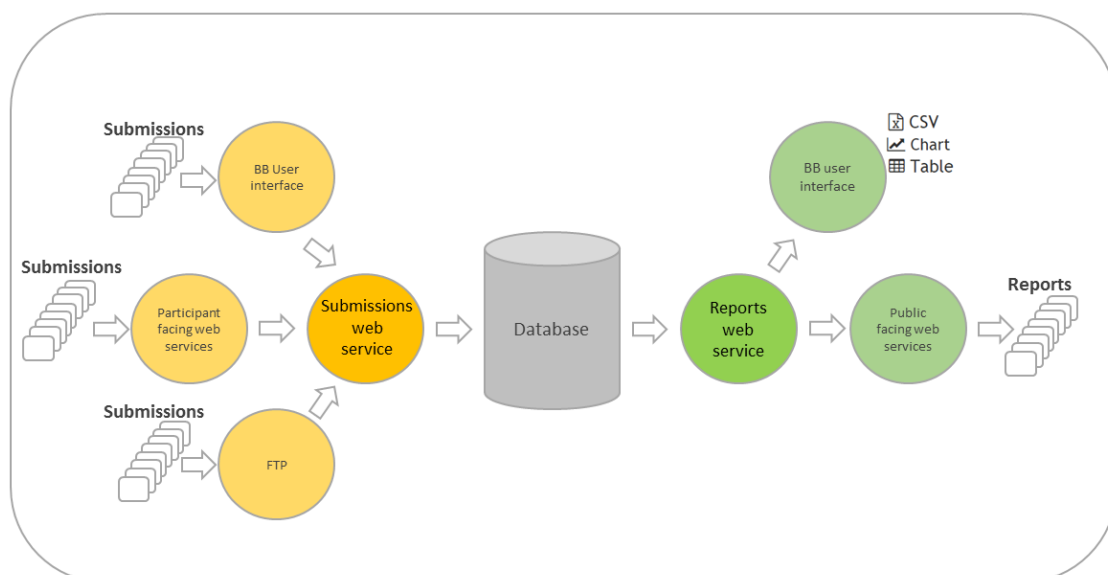 Submissions
BB User
interface
Submissions
Participant
facing web
services
Submissions
FTP
Submissions
web
service
Database
Reports
web
service
BB user
interface
CSV
Chart
Table
Public
facing web
services
Reports